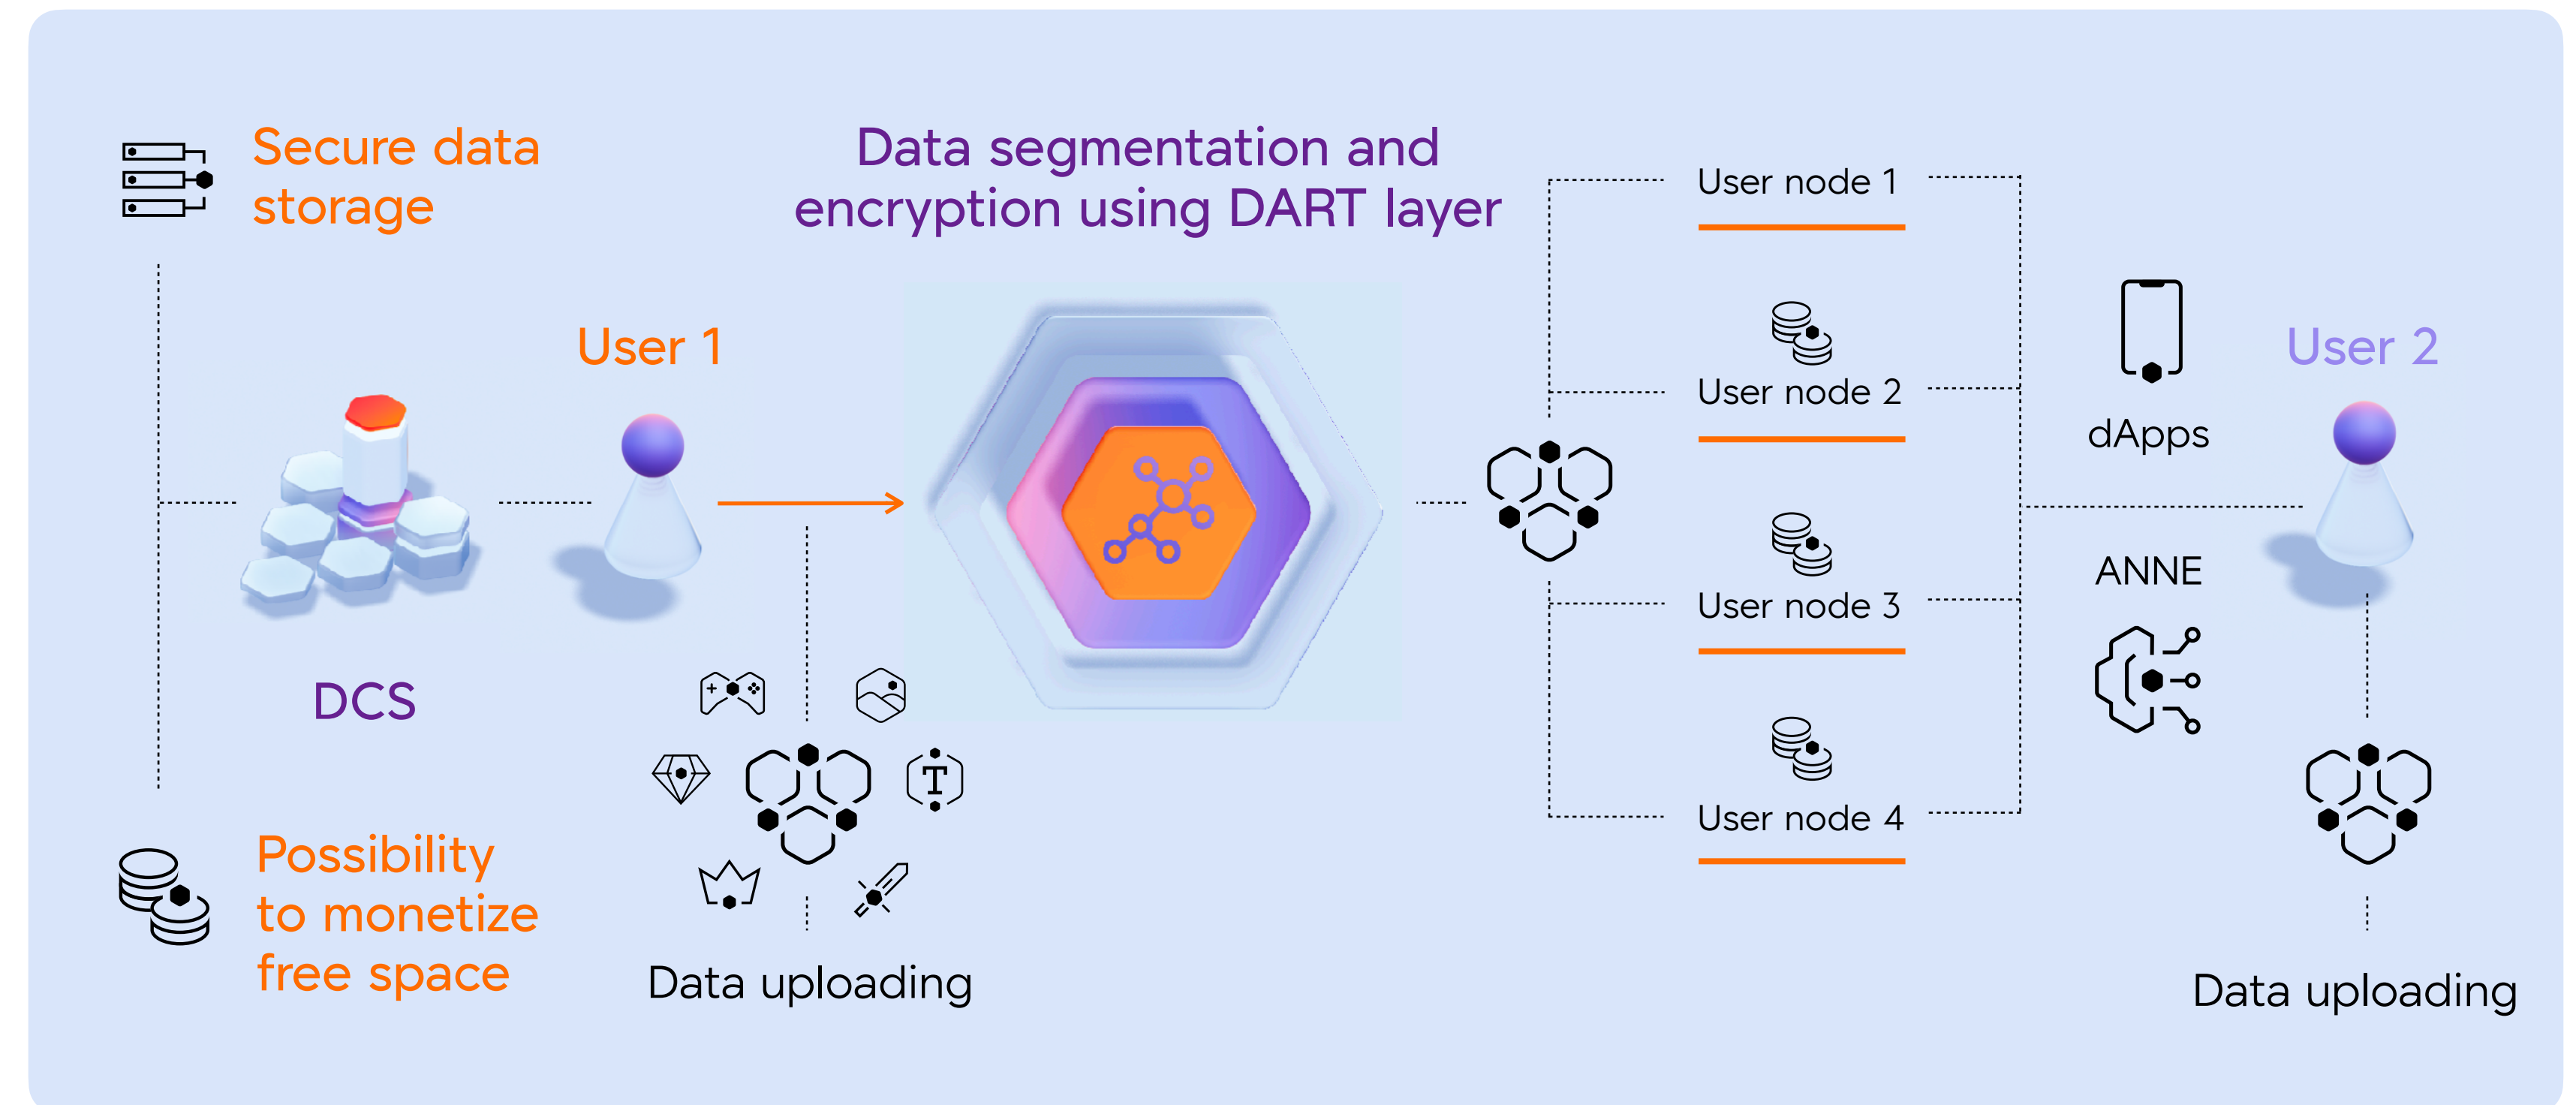 Secure data
storage
Data segmentation and
encryption using DART layer
User 1
DCS
Possibility
to monetize
free space
T
Data uploading
User node 1
User node 2
User node 3
User node 4
dApps
ANNE
User 2
Data uploading